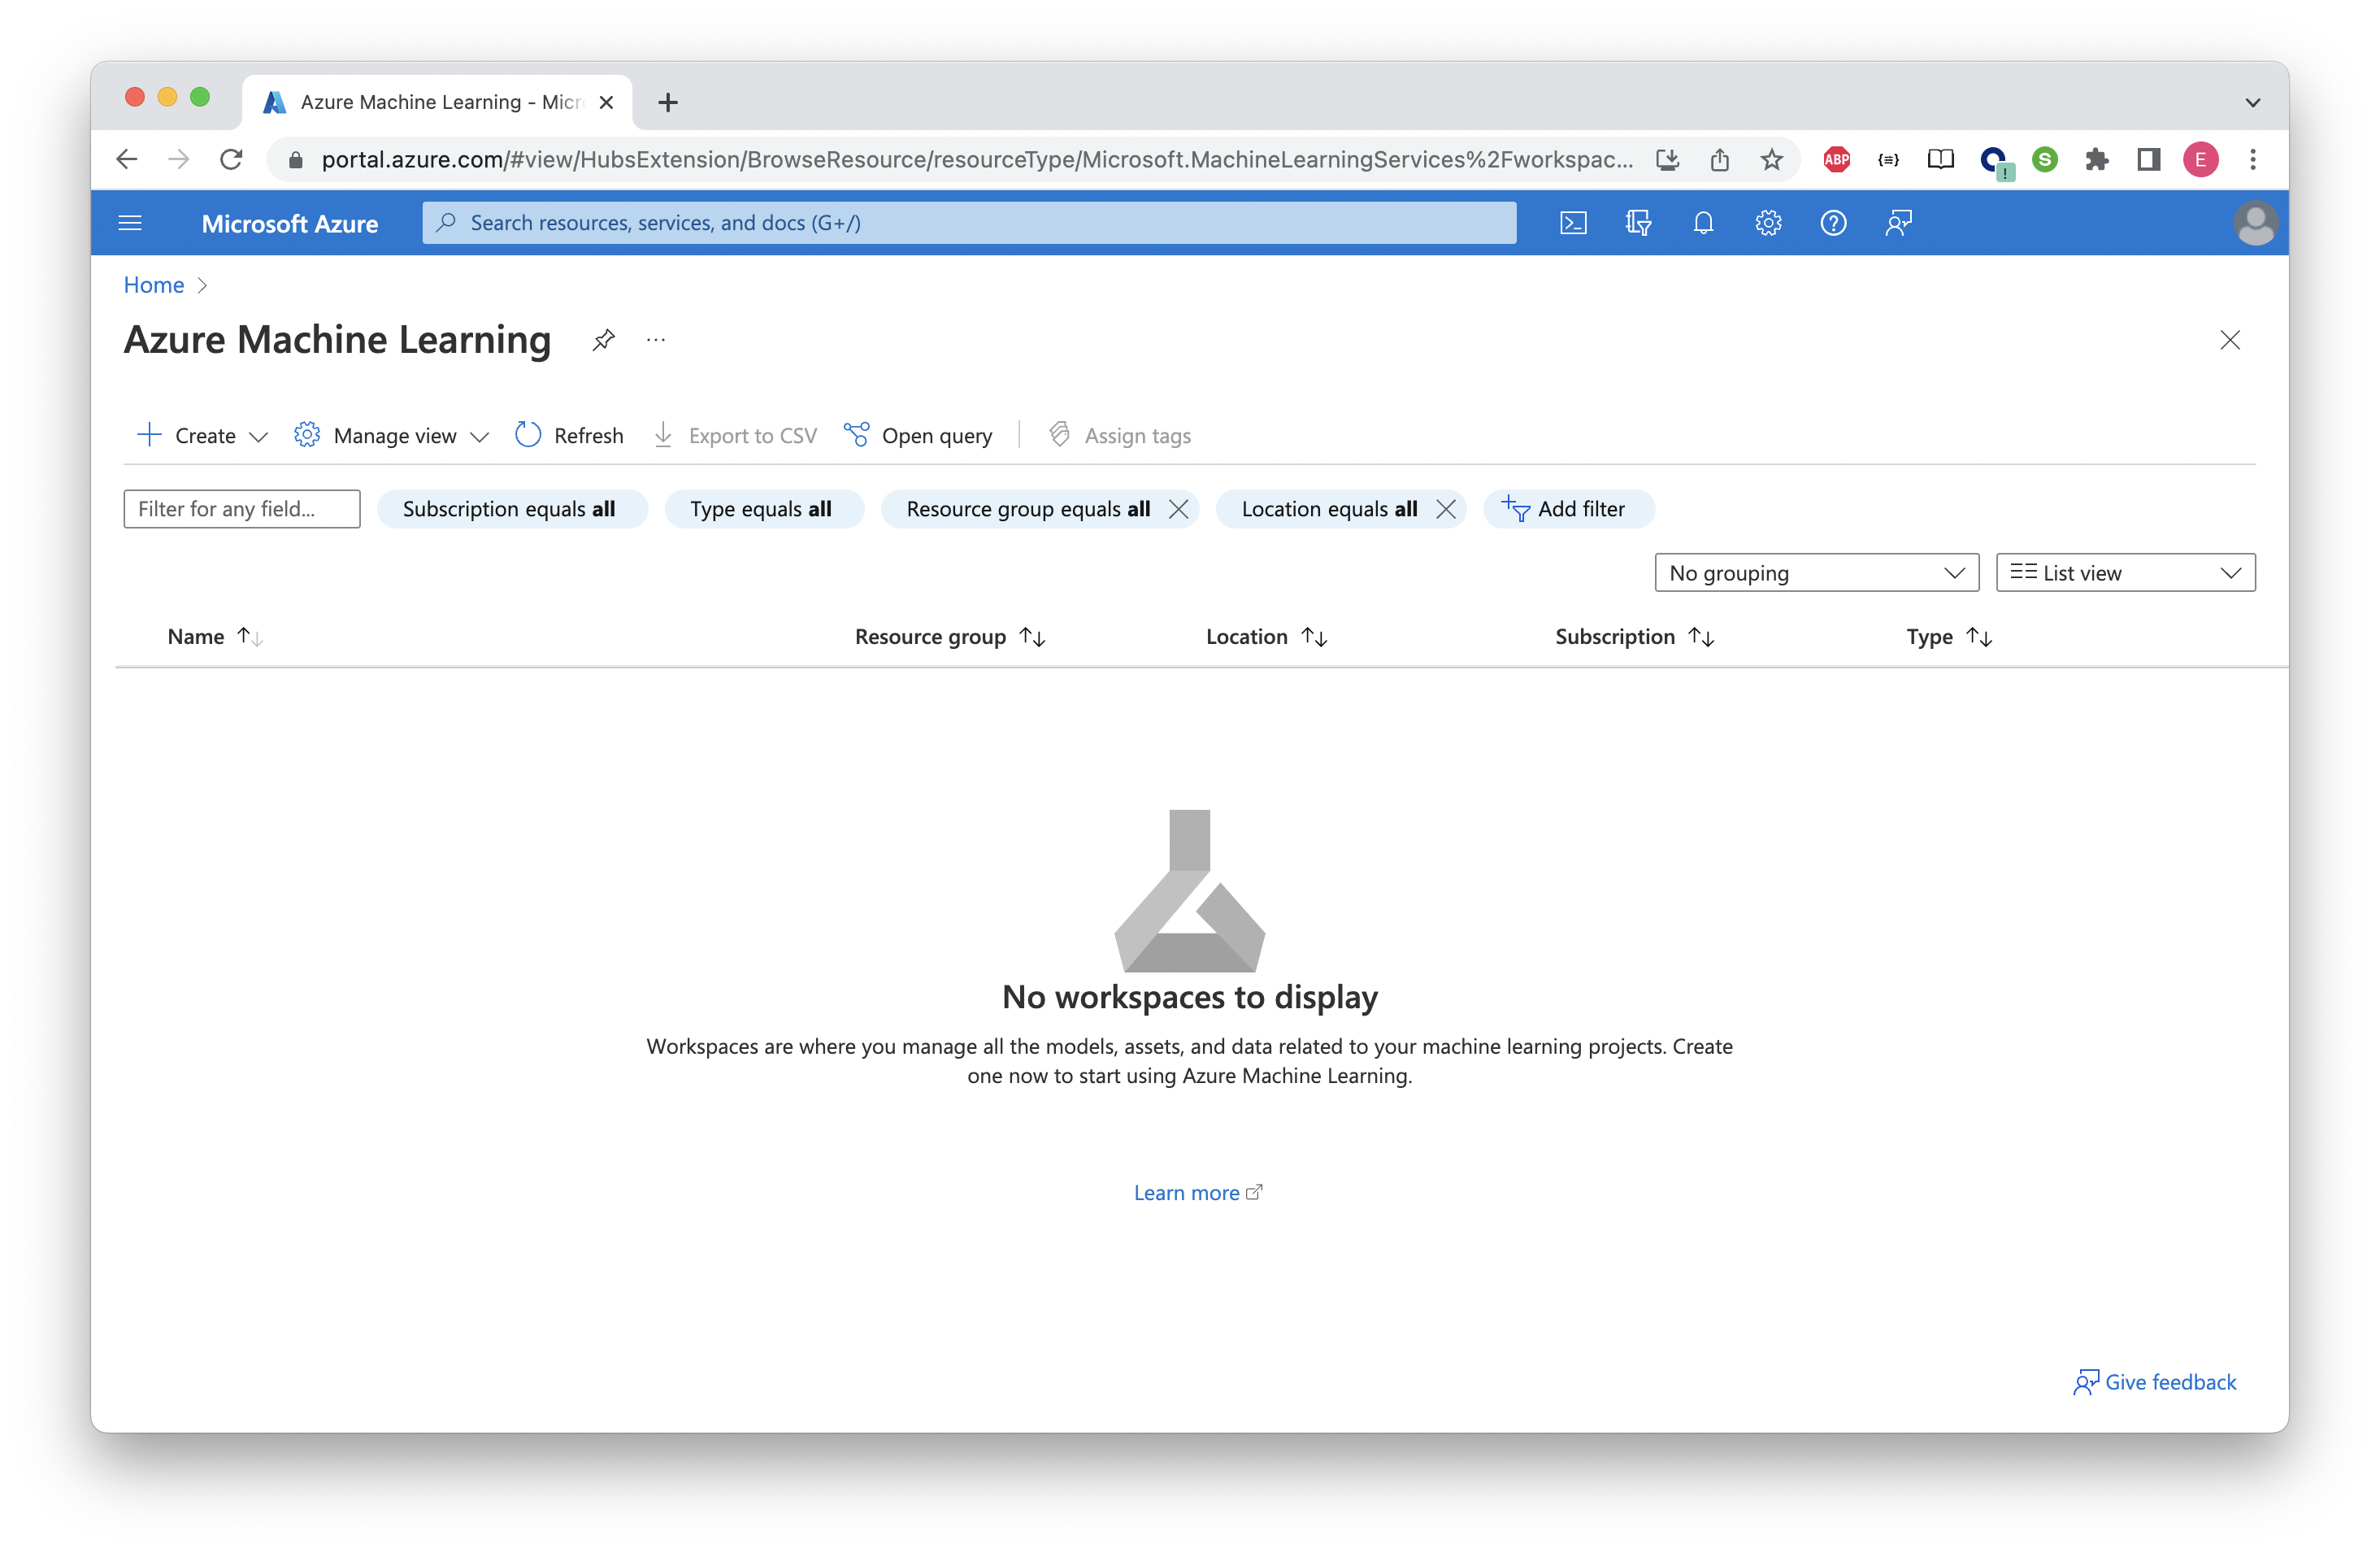 Azure Machine Learning - Micr
portal.azure.com/#view/HubsExtension/BrowseResource/resourceType/Microsoft.MachineLearningServices%2Fworkspac...
ABP
{≡}
!
S
E
Microsoft Azure
Search resources, services, and docs (G+/)
Home
Azure Machine Learning
...
Create
Manage view
Refresh
Export to CSV
Open query
Assign tags
Filter for any field...
Subscription equals all
Type equals all
Resource group equals all
Location equals all
Add filter
No grouping
List view
Name
Resource group
Location
Subscription
Type
No workspaces to display
Workspaces are where you manage all the models, assets, and data related to your machine learning projects. Create
one now to start using Azure Machine Learning.
Learn more
Give feedback